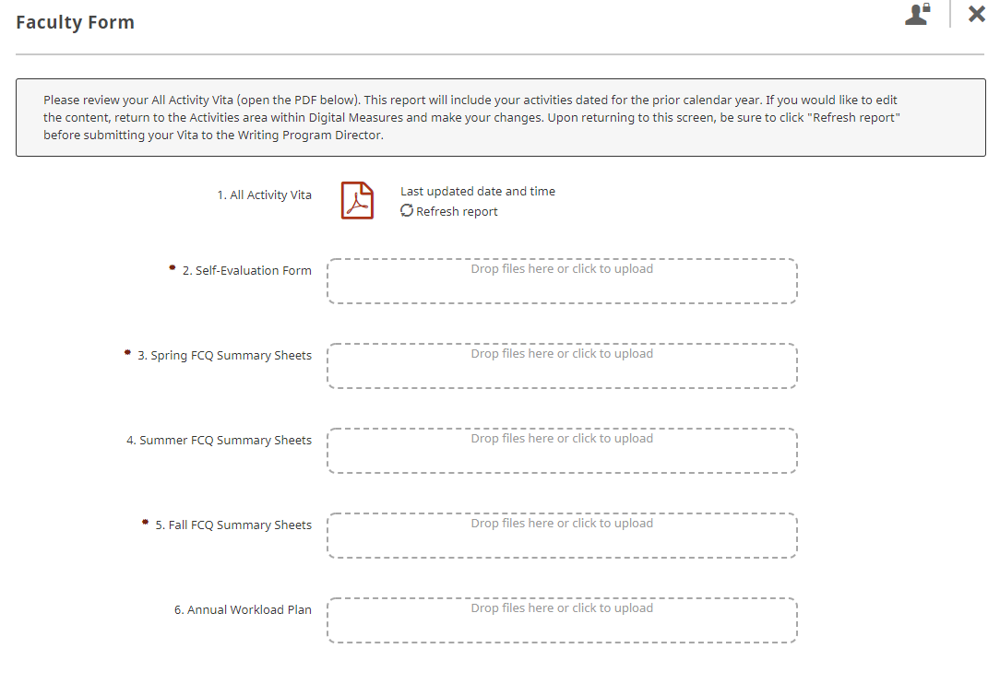 Faculty Form
Please review your All Activity Vita (open the PDF below). This report will include your activities dated for the prior calendar year. If you would like to edit
the content, return to the Activities area within Digital Measures and make your changes. Upon returning to this screen, be sure to click "Refresh report"
before submitting your Vita to the Writing Program Director.
1. All Activity Vita
Last updated date and time
Refresh report
* 2. Self-Evaluation Form
Drop files here or click to upload
* 3. Spring FCQ Summary Sheets
Drop files here or click to upload
4. Summer FCQ Summary Sheets
Drop files here or click to upload
* 5. Fall FCQ Summary Sheets
Drop files here or click to upload
6. Annual Workload Plan
Drop files here or click to upload